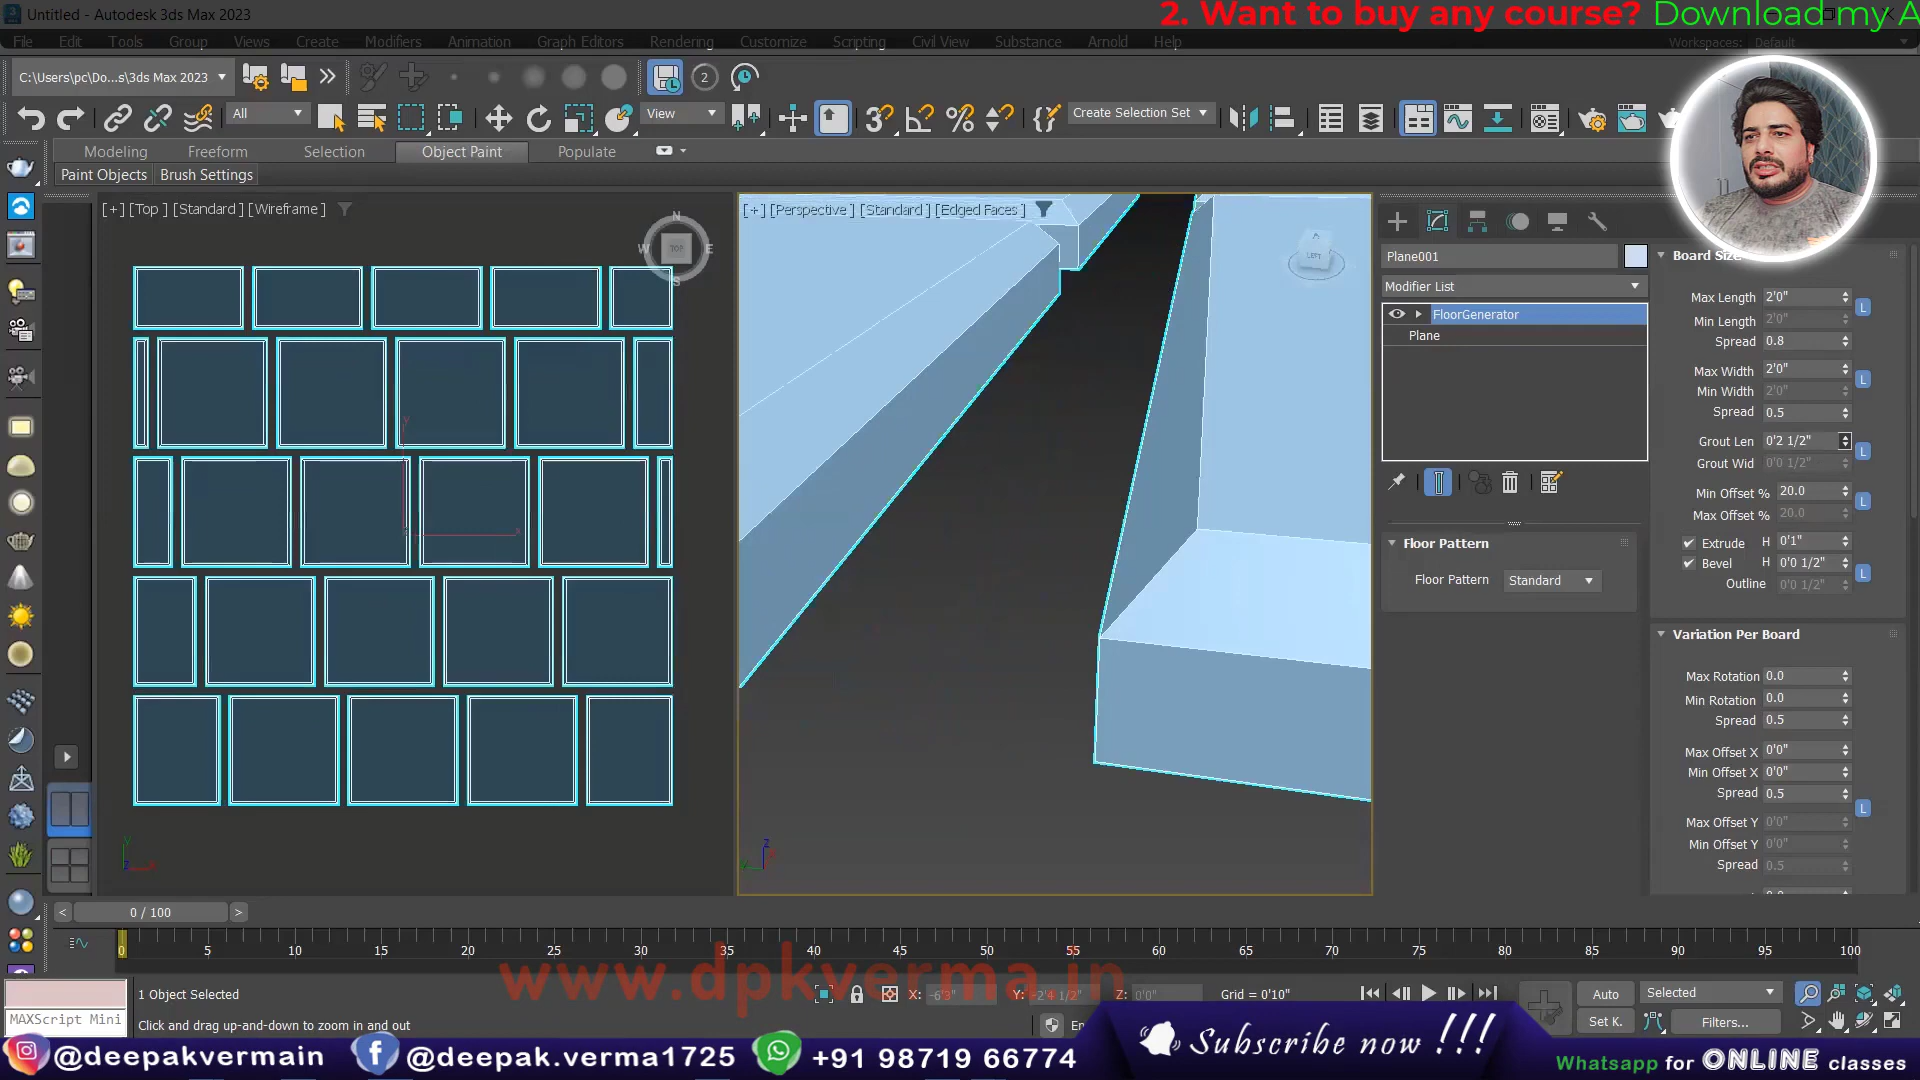 Untitled - Autodesk 3ds Max 2023
2. Want to buy any course? Download my A
File Edit Tools Group Views Create Modifiers Animation Graph Editors Rendering Customize Scripting Civil View Substance Arnold Help
Workspaces: Default
C:\Users\pc\Do...s\3ds Max 2023
2
All
View
Create Selection Set
Modeling Freeform Selection Object Paint Populate
Paint Objects Brush Settings
[+] [Top ] [Standard ] [Wireframe ]
N
W TOP E
S
[+] [Perspective ] [Standard ] [Edged Faces ]
LEFT
Plane001
Modifier List
FloorGenerator
Plane
Floor Pattern
Floor Pattern Standard
Board Size
Max Length 2'0"
Min Length 2'0"
Spread 0.8
L
Max Width 2'0"
Min Width 2'0"
Spread 0.5
L
Grout Len 0'2 1/2"
Grout Wid 0'0 1/2"
L
Min Offset % 20.0
Max Offset % 20.0
L
Extrude H 0'1"
Bevel H 0'0 1/2"
Outline 0'0 1/2"
L
Variation Per Board
Max Rotation 0.0
Min Rotation 0.0
Spread 0.5
Max Offset X 0'0"
Min Offset X 0'0"
Spread 0.5
L
Max Offset Y 0'0"
Min Offset Y 0'0"
Spread 0.5
< 0 / 100 >
0 5 10 15 20 25 30 35 40 45 50 55 60 65 70 75 80 85 90 95 100
www.dpkverma.in
1 Object Selected
X: -6'3" Y: -2'4 1/2" Z: 0'0" Grid = 0'10"
Auto Selected
MAXScript Mini
Click and drag up-and-down to zoom in and out
Set K. Filters...
@deepakvermain @deepak.verma1725 +91 98719 66774
Subscribe now !!!
Whatsapp for ONLINE classes